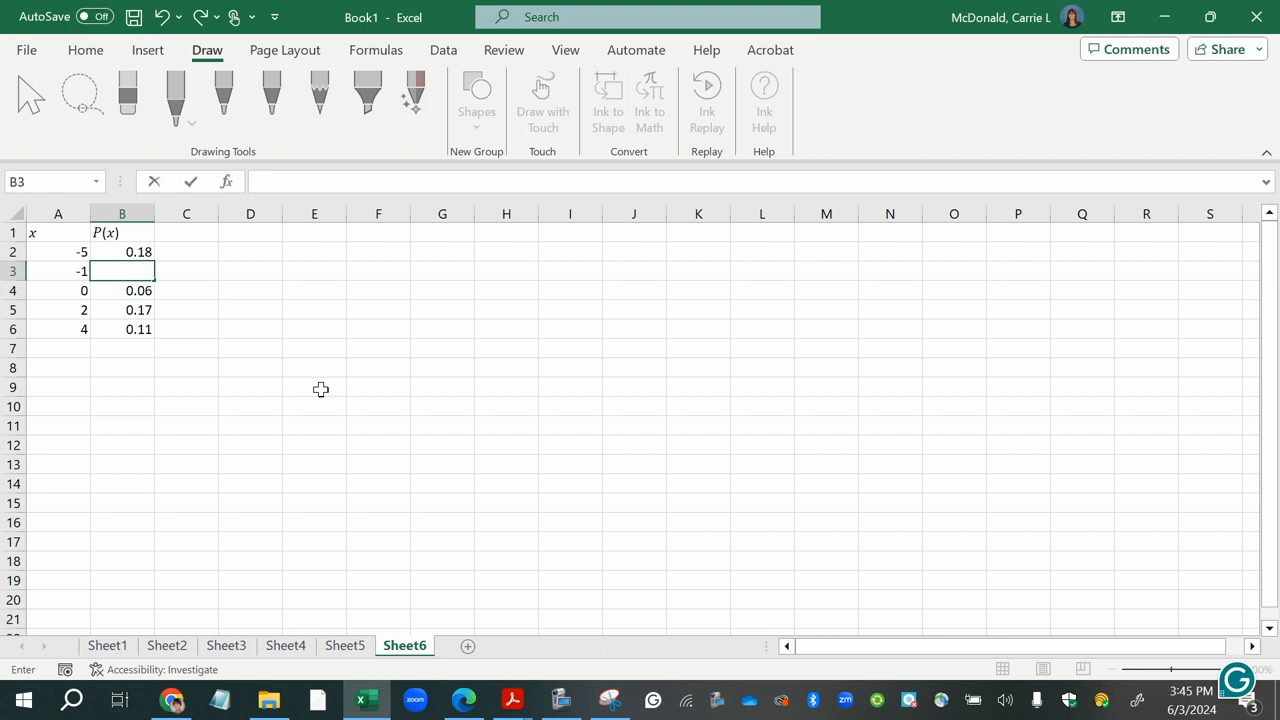 AutoSave Off Book1 - Excel Search McDonald, Carrie L
File Home Insert Draw Page Layout Formulas Data Review View Automate Help Acrobat Comments Share
Shapes Draw with Touch Ink to Shape Ink to Math Ink Replay Ink Help
Drawing Tools New Group Touch Convert Replay Help
B3 fx
A B C D E F G H I J K L M N O P Q R S
1 x P(x)
2 -5 0.18
3 -1
4 0 0.06
5 2 0.17
6 4 0.11
7
8
9
10
11
12
13
14
15
16
17
18
19
20
21
Sheet1 Sheet2 Sheet3 Sheet4 Sheet5 Sheet6
Enter Accessibility: Investigate
zoom zm 3:45 PM
6/3/2024 3